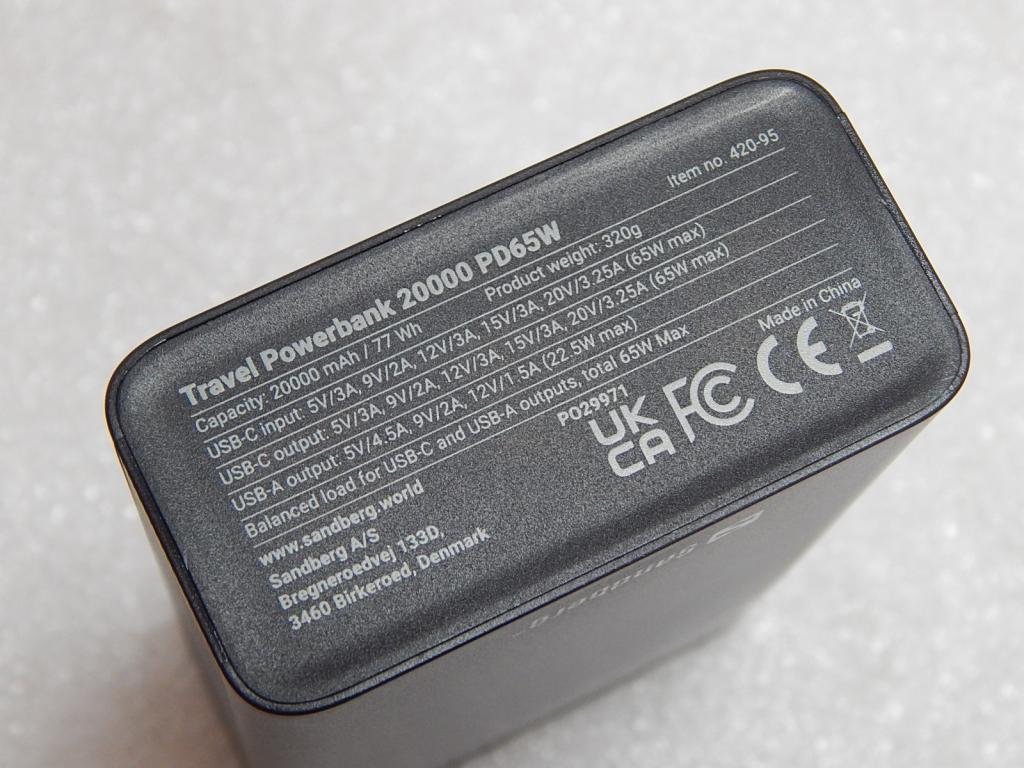 Travel Powerbank 20000 PD65W
Item no. 420-95
Capacity: 20000 mAh / 77 Wh Product weight: 320g
USB-C input: 5V/3A, 9V/2A, 12V/3A, 15V/3A, 20V/3.25A (65W max)
USB-C output: 5V/3A, 9V/2A, 12V/3A, 15V/3A, 20V/3.25A (65W max)
USB-A output: 5V/4.5A, 9V/2A, 12V/1.5A (22.5W max)
Balanced load for USB-C and USB-A outputs, total 65W Max
www.sandberg.world
Sandberg A/S
Bregneroedvej 133D,
3460 Birkeroed, Denmark
PO29971
Made in China
UK
CA
FC
CE
sandberg